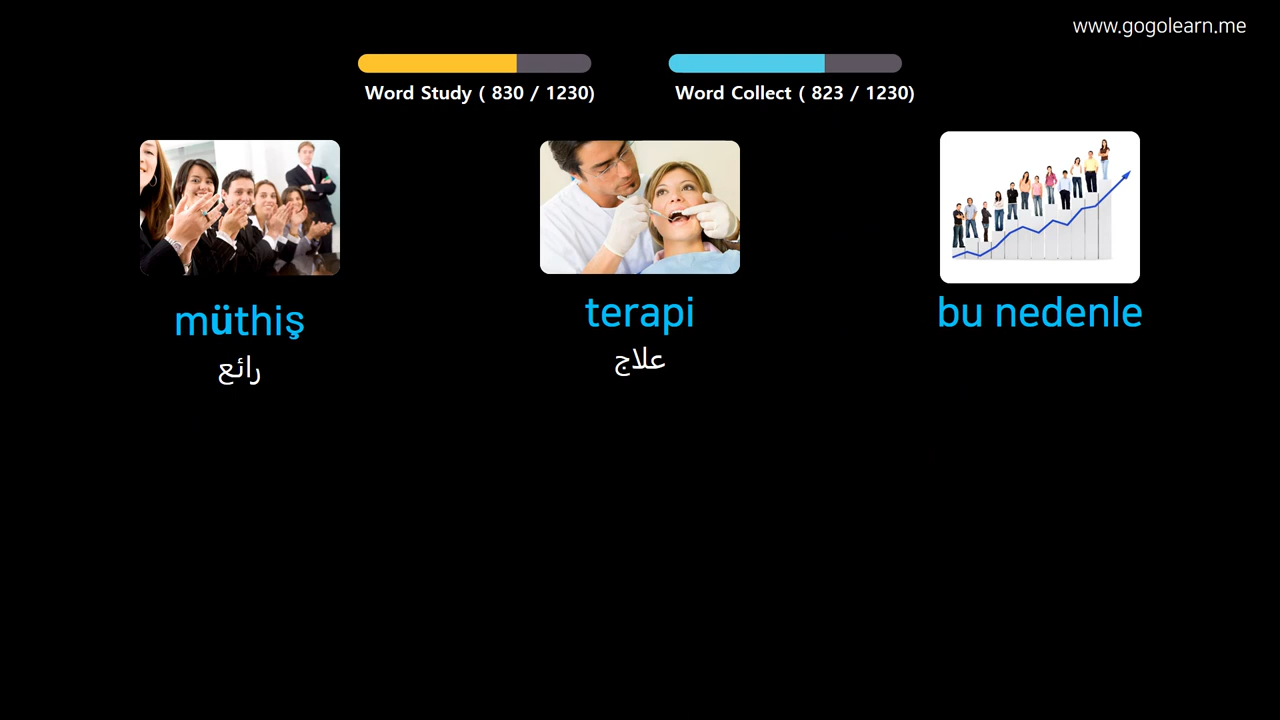 www.gogolearn.me
Word Study ( 830 / 1230)
Word Collect ( 823 / 1230)
müthiş
رائع
terapi
علاج
bu nedenle